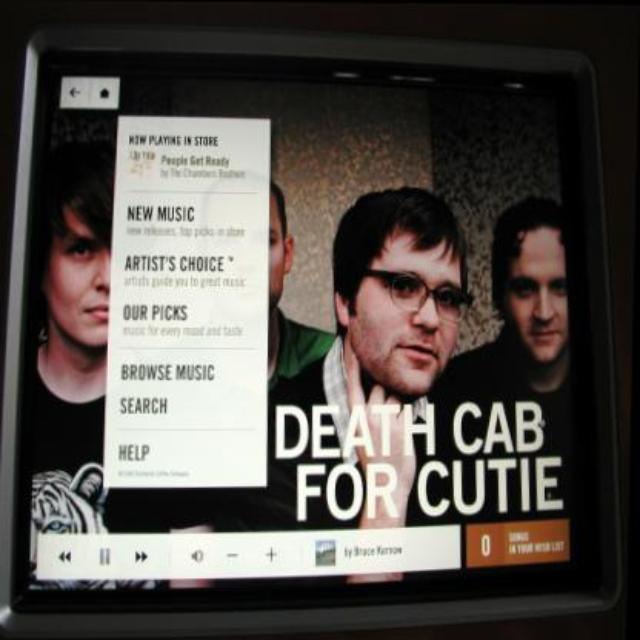 NOW PLAYING IN STORE
People Get Ready
by The Chambers Brothers
NEW MUSIC
new releases, top picks in store
ARTIST'S CHOICE™
artists guide you to great music
OUR PICKS
music for every mood and taste
BROWSE MUSIC
SEARCH
HELP
DEATH CAB
FOR CUTIE
by Bruce Kornow
0 SONGS
IN YOUR WISH LIST